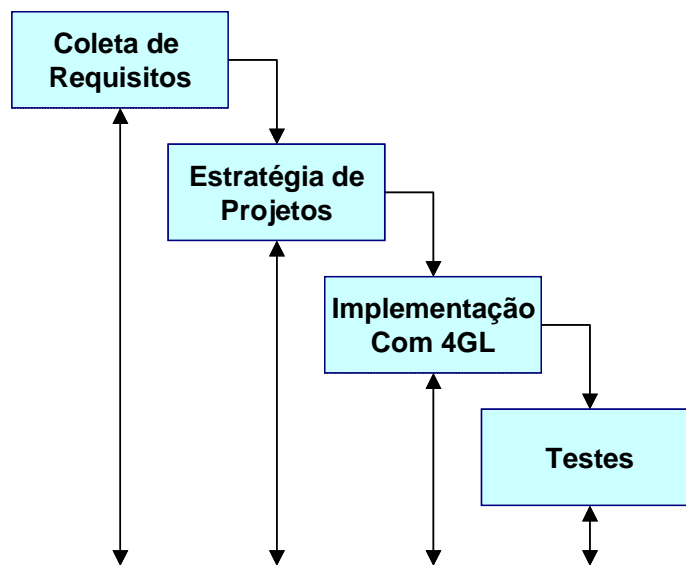 Coleta de
Requisitos
Estratégia de
Projetos
Implementação
Com 4GL
Testes